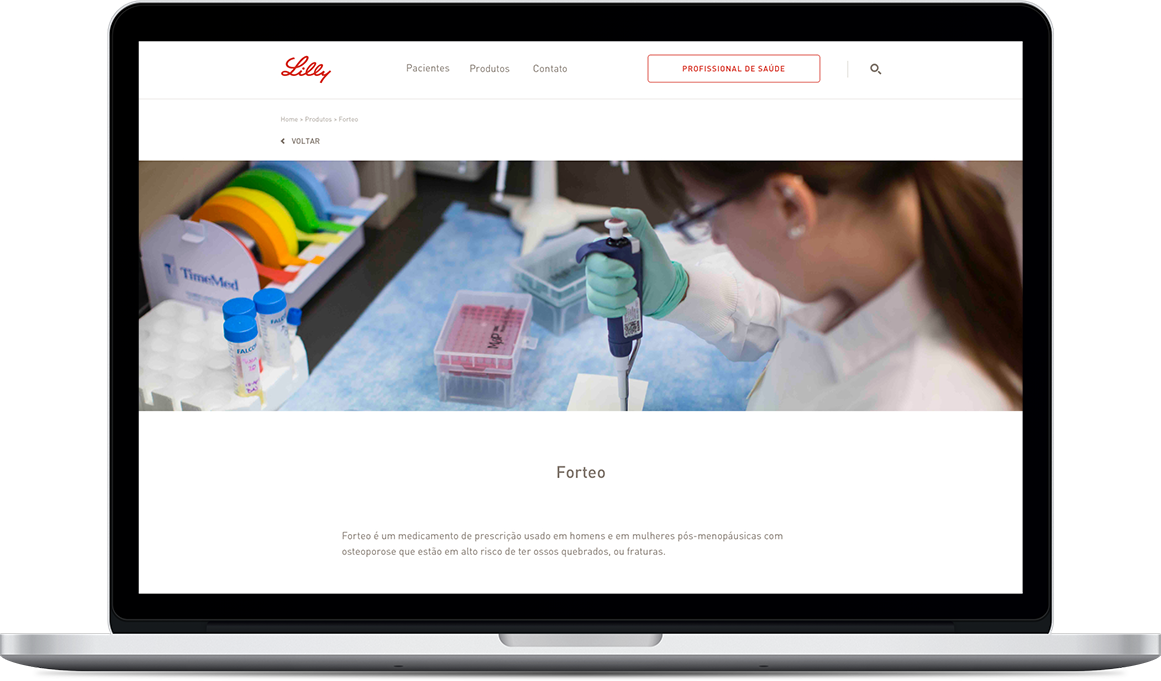 Lilly
Pacientes Produtos Contato
PROFISSIONAL DE SAÚDE
Home » Produtos » Forteo
VOLTAR
TimeMed
FALCON
FALCO
Forteo
Forteo é um medicamento de prescrição usado em homens e em mulheres pós-menopáusicas com
osteoporose que estão em alto risco de ter ossos quebrados, ou fraturas.